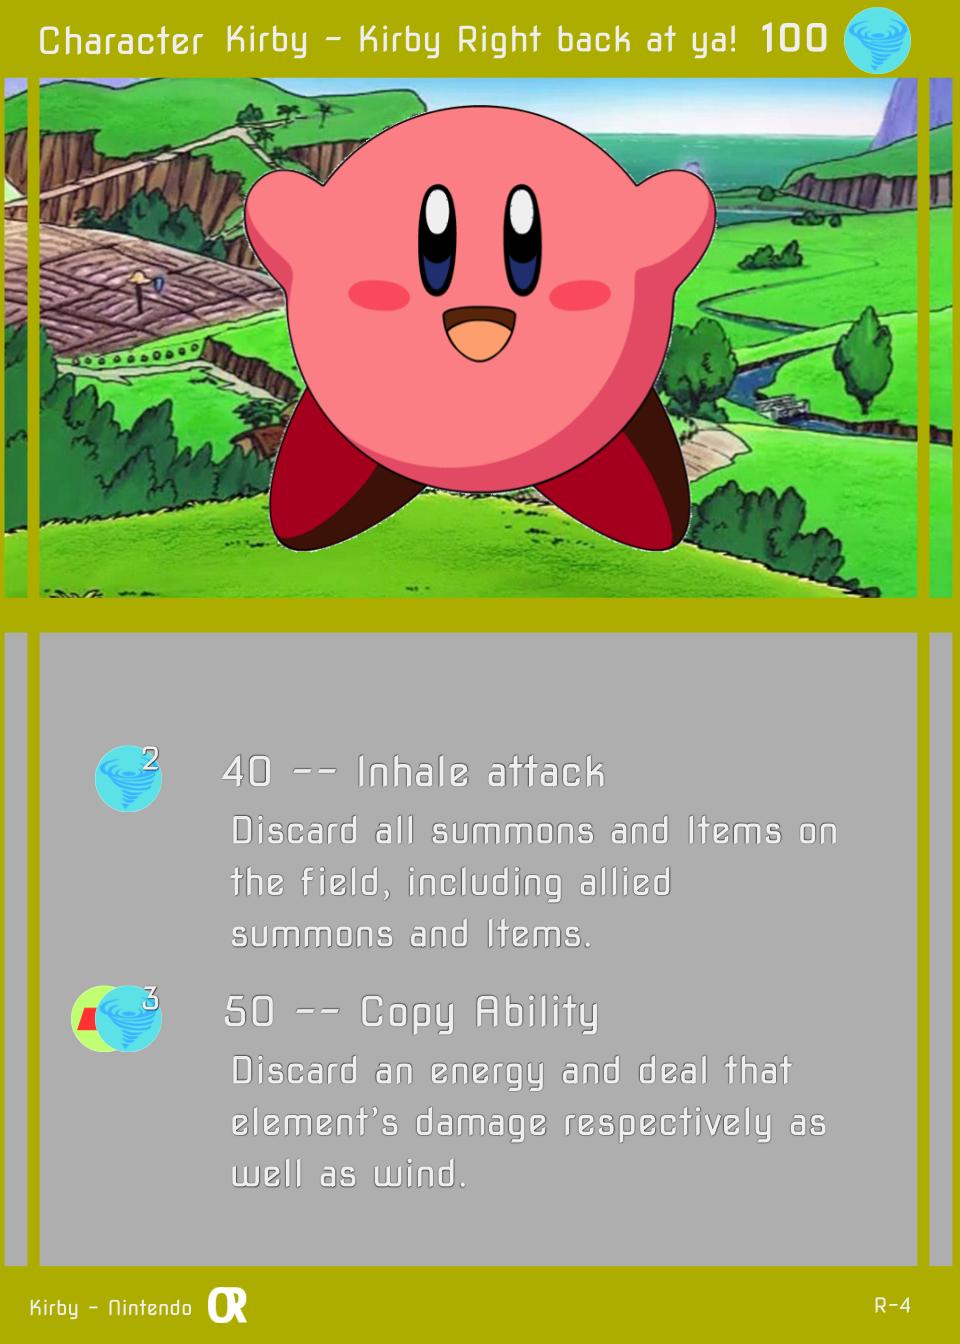 Character Kirby - Kirby Right back at ya! 100
2
40 -- Inhale attack
Discard all summons and Items on
the field, including allied
summons and Items.
3
50 -- Copy Ability
Discard an energy and deal that
element's damage respectively as
well as wind.
Kirby - Nintendo OR
R-4